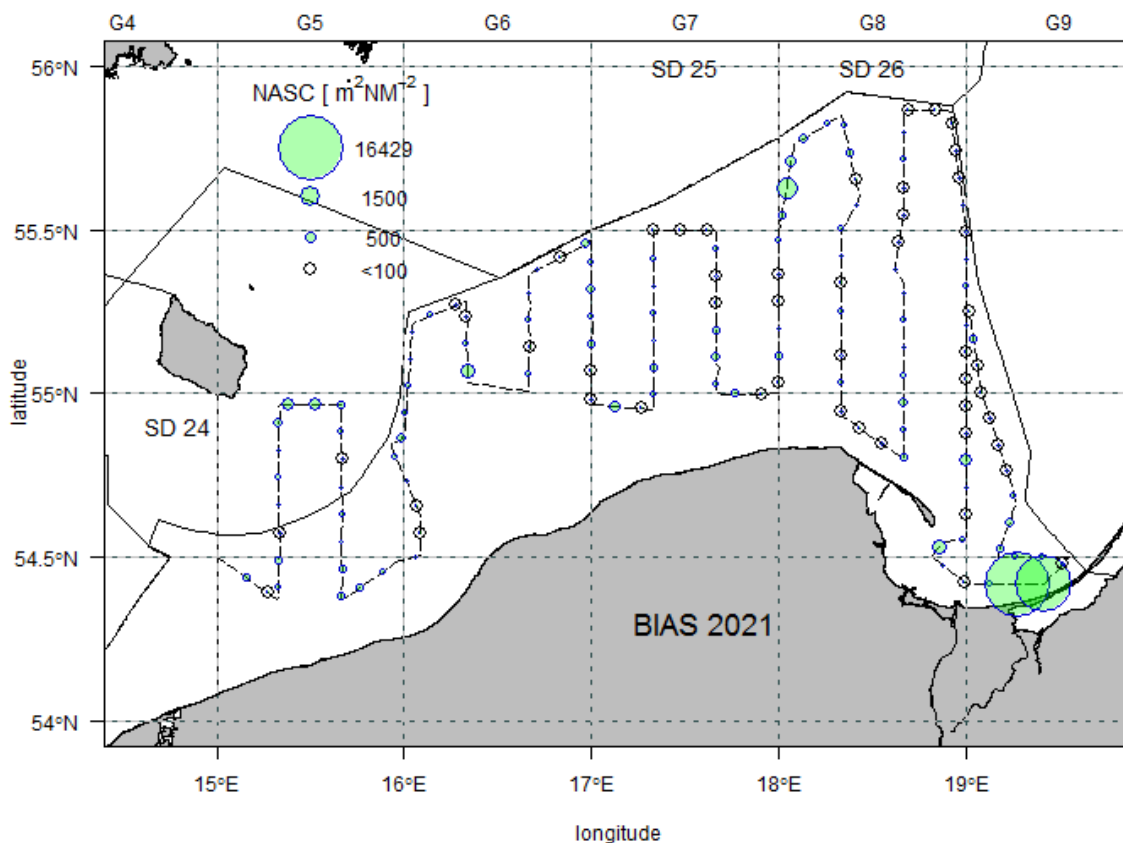 G4 G5 G6 G7 G8 G9
56°N
SD 25 SD 26
NASC [ m²NM⁻² ]
16429
1500
500
<100
55.5°N
55°N
SD 24
54.5°N
BIAS 2021
54°N
latitude
15°E 16°E 17°E 18°E 19°E
longitude